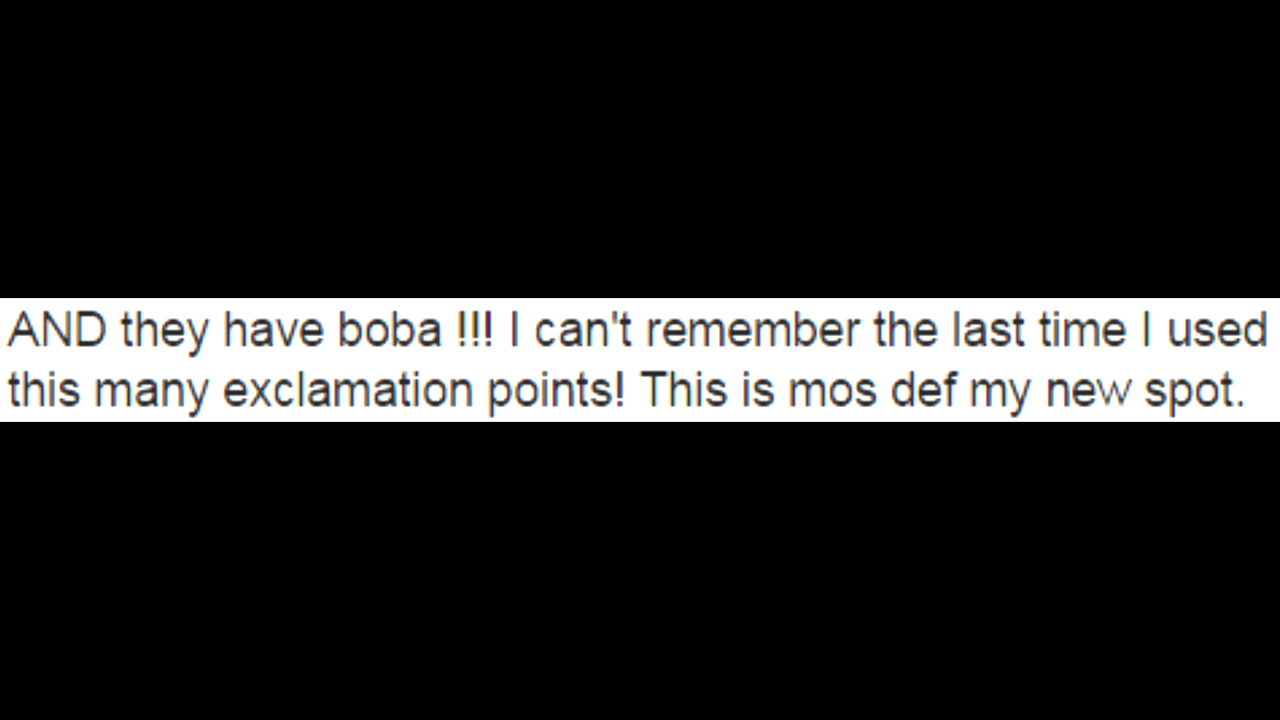 AND they have boba !!! I can't remember the last time I used
this many exclamation points! This is mos def my new spot.